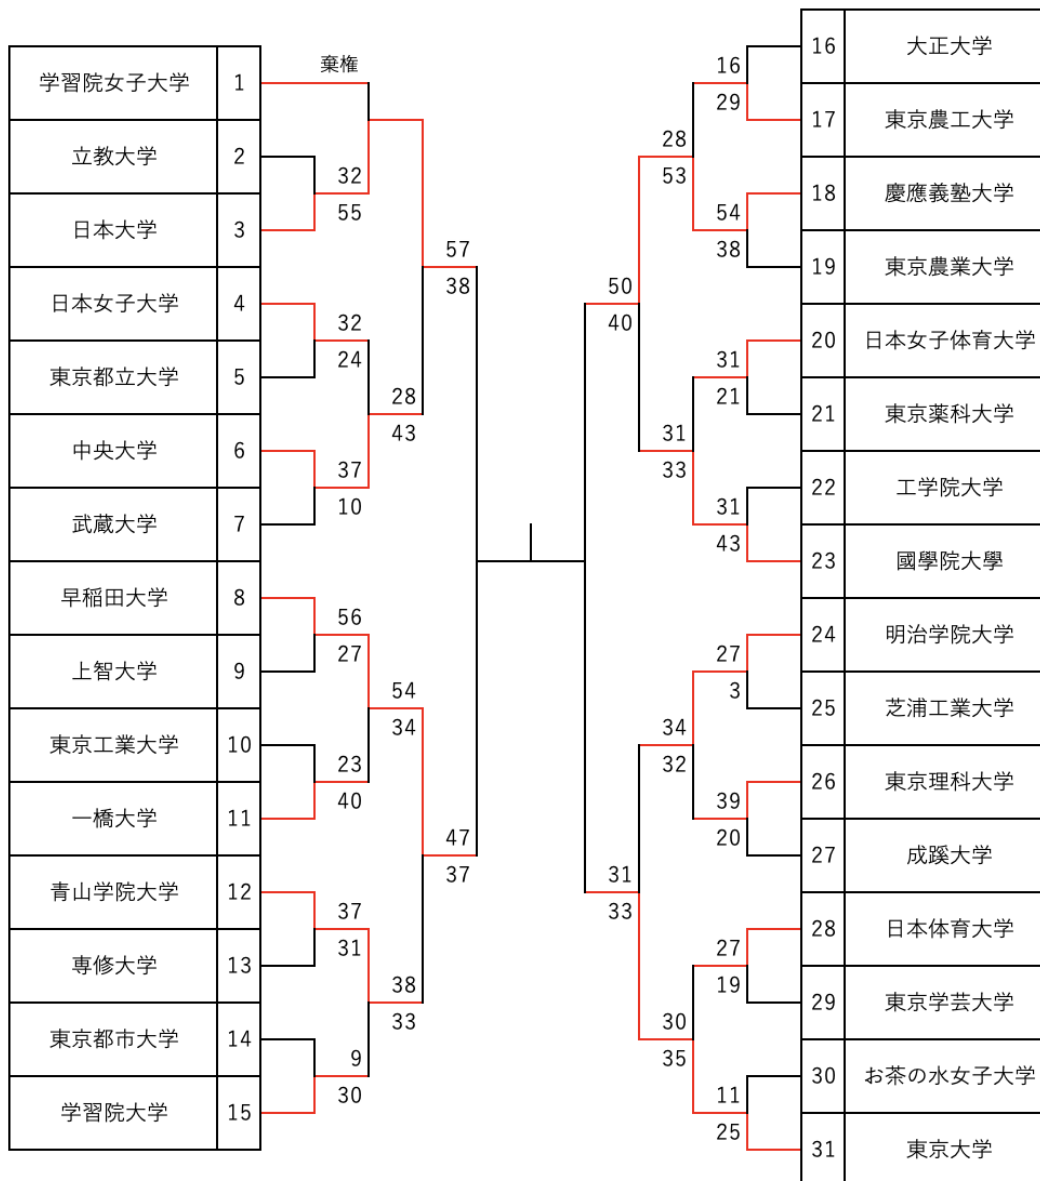 棄権
学習院女子大学 1
立教大学 2
32
55
日本大学 3
57
38
日本女子大学 4
32
24
東京都立大学 5
28
43
中央大学 6
37
10
武蔵大学 7
早稲田大学 8
56
27
上智大学 9
54
34
東京工業大学 10
23
40
一橋大学 11
47
37
青山学院大学 12
37
31
専修大学 13
38
33
東京都市大学 14
9
30
学習院大学 15
16 大正大学
16
29
17 東京農工大学
28
53
18 慶應義塾大学
54
38
19 東京農業大学
50
40
20 日本女子体育大学
31
21
21 東京薬科大学
31
33
22 工学院大学
31
43
23 國學院大學
24 明治学院大学
27
3
25 芝浦工業大学
34
32
26 東京理科大学
39
20
27 成蹊大学
31
33
28 日本体育大学
27
19
29 東京学芸大学
30
35
30 お茶の水女子大学
11
25
31 東京大学